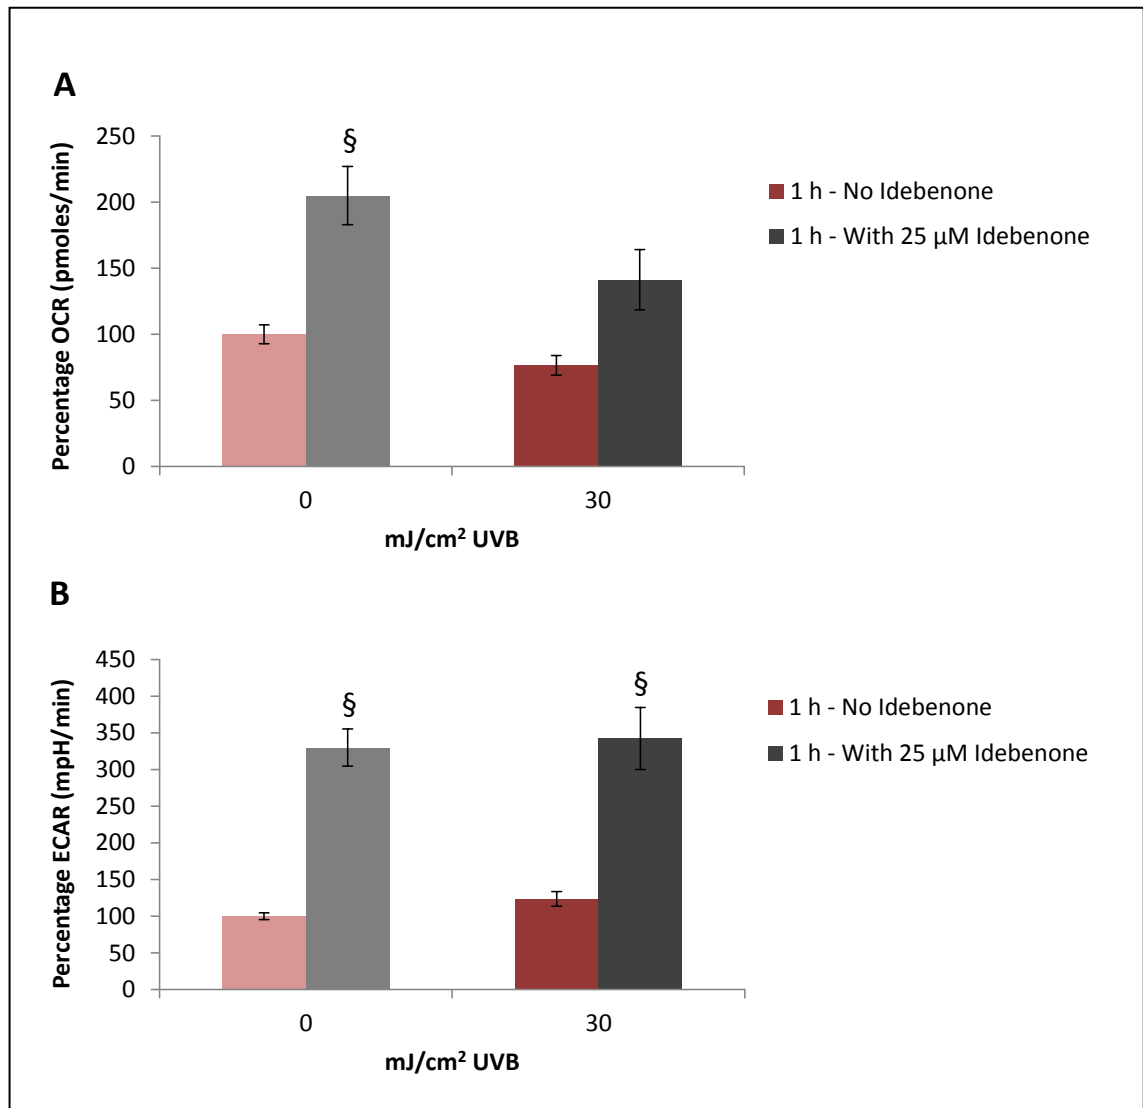 A
Percentage OCR (pmoles/min)
250
200
150
100
50
0
§
0
30
mJ/cm² UVB
1 h - No Idebenone
1 h - With 25 µM Idebenone
B
Percentage ECAR (mpH/min)
450
400
350
300
250
200
150
100
50
0
§
§
0
30
mJ/cm² UVB
1 h - No Idebenone
1 h - With 25 µM Idebenone